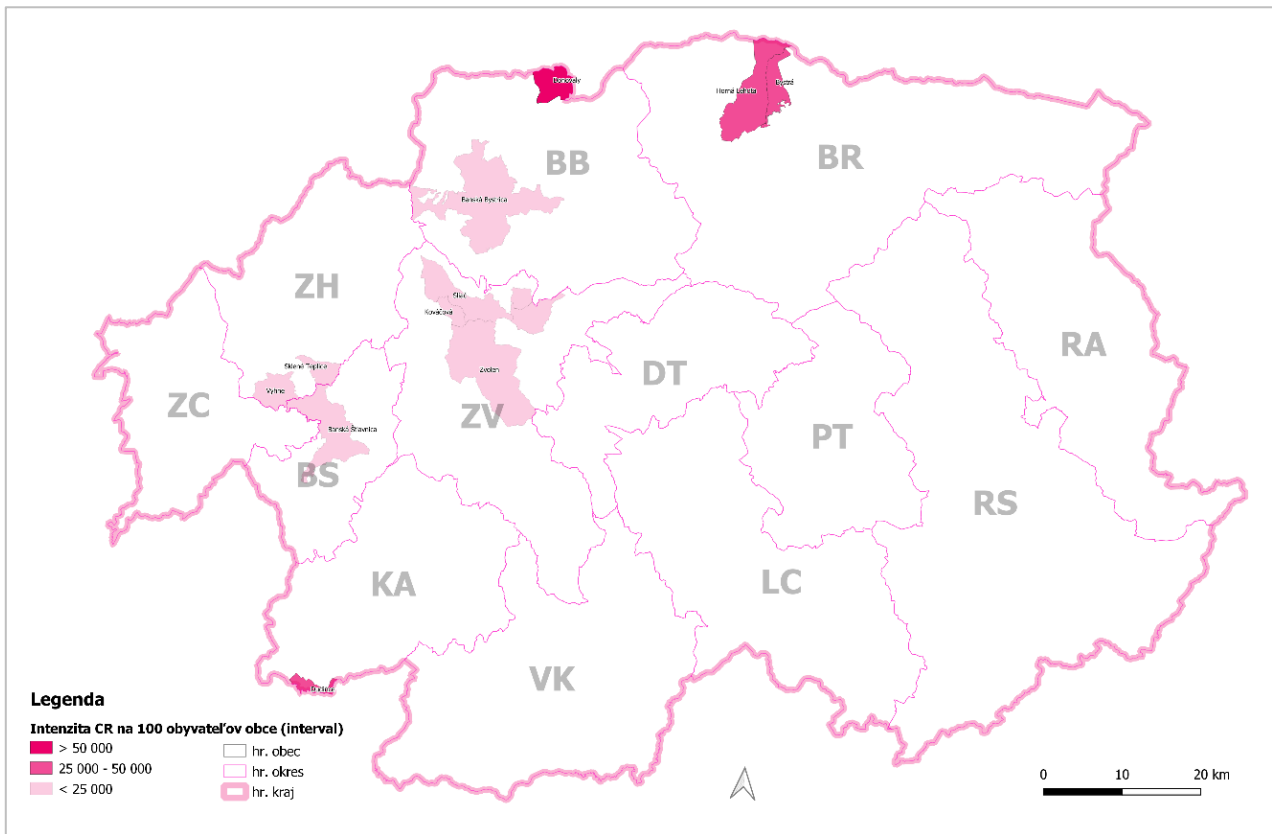 Donovaly
Bystrá
Horná Lehota
BB
BR
Banská Bystrica
ZH
Sliač
Kováčová
RA
DT
Sklené Teplice
Zvolen
Vyhne
ZC
ZV
PT
Banská Štiavnica
BS
RS
KA
LC
VK
Legenda
Intenzita CR na 100 obyvateľov obce (interval)
> 50 000
hr. obec
25 000 - 50 000
hr. okres
< 25 000
hr. kraj
0
10
20 km